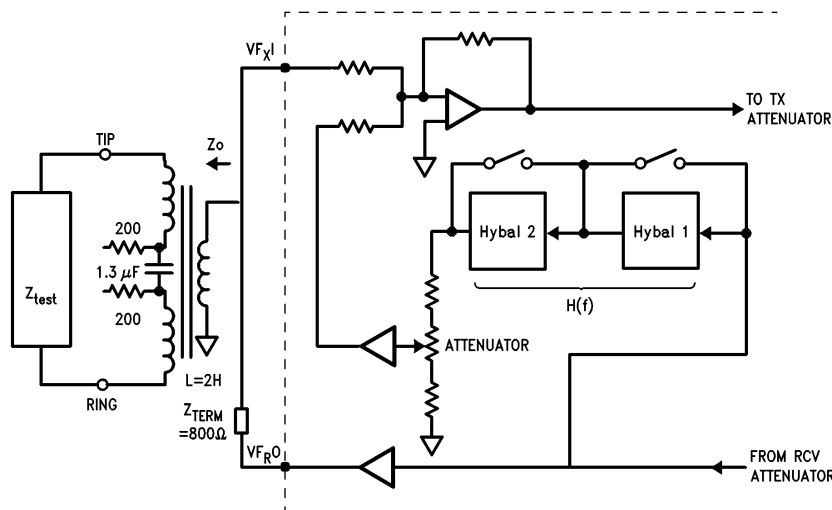 VFXI
TO TX
ATTENUATOR
TIP
Zo
200
1.3 μF
Ztest
200
Hybal 2
Hybal 1
H(f)
ATTENUATOR
L=2H
RING
ZTERM
=800Ω
VFRO
FROM RCV
ATTENUATOR